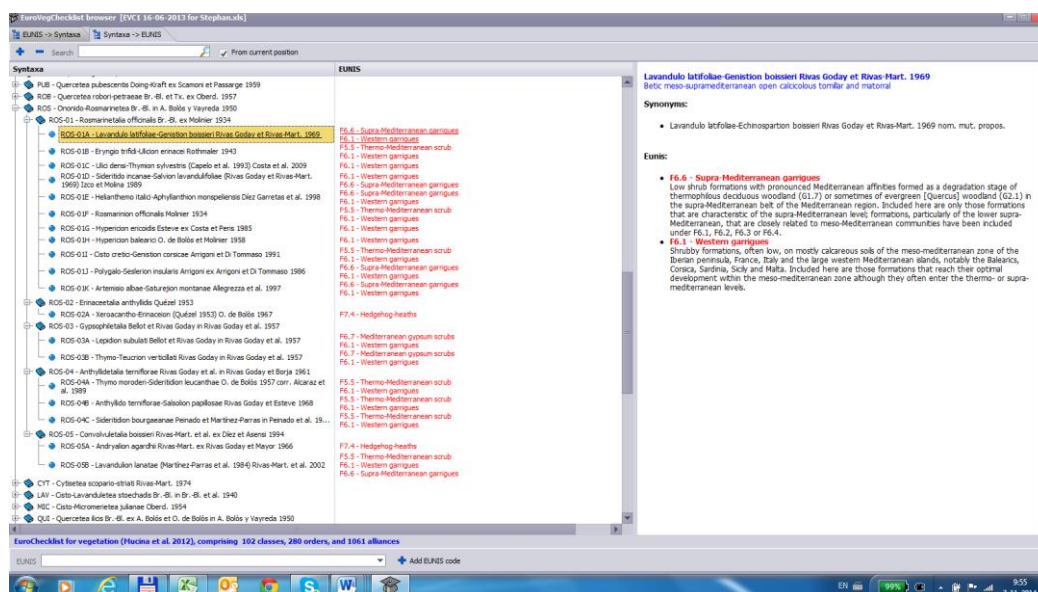 EuroVegChecklist browser [EVC1 16-06-2013 for Stephan.xls]
EUNIS -> Syntaxa Syntaxa -> EUNIS
Search From current position
Syntaxa EUNIS
PUB - Quercetea pubescentis Doing-Kraft ex Scamoni et Passarge 1959
ROB - Quercetea robori-petraeae Br.-Bl. et Tx. ex Oberd. 1957
ROS - Ononido-Rosmarinetea Br.-Bl. in A. Bolòs y Vayreda 1950
ROS-01 - Rosmarinetalia officinalis Br.-Bl. ex Molinier 1934
ROS-01A - Lavandulo latifoliae-Genistion boissieri Rivas Goday et Rivas-Mart. 1969
F6.6 - Supra-Mediterranean garrigues
F6.1 - Western garrigues
ROS-01B - Eryngio trifidi-Ulicion erinacei Rothmaler 1943
F5.5 - Thermo-Mediterranean scrub
F6.1 - Western garrigues
ROS-01C - Ulici densi-Thymion sylvestris (Capelo et al. 1993) Costa et al. 2009
F6.1 - Western garrigues
ROS-01D - Sideritido incanae-Salvion lavandulifoliae (Rivas Goday et Rivas-Mart.
1969) Izco et Molina 1989
F6.1 - Western garrigues
F6.6 - Supra-Mediterranean garrigues
ROS-01E - Helianthemo italici-Aphyllanthion monspeliensis Díez Garretas et al. 1998
F6.6 - Supra-Mediterranean garrigues
F6.1 - Western garrigues
ROS-01F - Rosmarinion officinalis Molinier 1934
F5.5 - Thermo-Mediterranean scrub
F6.1 - Western garrigues
ROS-01G - Hypericion ericoidis Esteve ex Costa et Peris 1985
F6.1 - Western garrigues
ROS-01H - Hypericion balearici O. de Bolòs et Molinier 1958
F6.1 - Western garrigues
ROS-01I - Cisto cretici-Genistion corsicae Arrigoni et Di Tommaso 1991
F5.5 - Thermo-Mediterranean scrub
F6.1 - Western garrigues
ROS-01J - Polygalo-Seslerion insularis Arrigoni ex Arrigoni et Di Tommaso 1986
F6.6 - Supra-Mediterranean garrigues
F6.1 - Western garrigues
ROS-01K - Artemisio albae-Saturejion montanae Allegrezza et al. 1997
F6.6 - Supra-Mediterranean garrigues
F6.1 - Western garrigues
ROS-02 - Erinaceetalia anthyllidis Quézel 1953
ROS-02A - Xeroacantho-Erinaceion (Quézel 1953) O. de Bolòs 1967
F7.4 - Hedgehog-heaths
ROS-03 - Gypsophiletalia Bellot et Rivas Goday in Rivas Goday et al. 1957
ROS-03A - Lepidion subulati Bellot et Rivas Goday in Rivas Goday et al. 1957
F6.7 - Mediterranean gypsum scrubs
F6.1 - Western garrigues
ROS-03B - Thymo-Teucrion verticillati Rivas Goday in Rivas Goday et al. 1957
F6.7 - Mediterranean gypsum scrubs
F6.1 - Western garrigues
ROS-04 - Anthyllidetalia terniflorae Rivas Goday et al. in Rivas Goday et Borja 1961
ROS-04A - Thymo moroderi-Sideritidion leucanthae O. de Bolòs 1957 corr. Alcaraz et
al. 1989
F5.5 - Thermo-Mediterranean scrub
F6.1 - Western garrigues
ROS-04B - Anthyllido terniflorae-Salsolion papillosae Rivas Goday et Esteve 1968
F5.5 - Thermo-Mediterranean scrub
F6.1 - Western garrigues
ROS-04C - Sideritidion bourgaeanae Peinado et Martínez-Parras in Peinado et al. 19...
F5.5 - Thermo-Mediterranean scrub
F6.1 - Western garrigues
ROS-05 - Convolvuletalia boissieri Rivas-Mart. et al. ex Díez et Asensi 1994
ROS-05A - Andryalion agardhii Rivas-Mart. ex Rivas Goday et Mayor 1966
F7.4 - Hedgehog-heaths
ROS-05B - Lavandulion lanatae (Martínez-Parras et al. 1984) Rivas-Mart. et al. 2002
F5.5 - Thermo-Mediterranean scrub
F6.1 - Western garrigues
F6.6 - Supra-Mediterranean garrigues
CYT - Cytisetea scopario-striati Rivas-Mart. 1974
LAV - Cisto-Lavanduletea stoechadis Br.-Bl. in Br.-Bl. et al. 1940
MIC - Cisto-Micromerietea julianae Oberd. 1954
QUI - Quercetea ilicis Br.-Bl. ex A. Bolòs et O. de Bolòs in A. Bolòs y Vayreda 1950
Lavandulo latifoliae-Genistion boissieri Rivas Goday et Rivas-Mart. 1969
Betic meso-supramediterranean open calcicolous tomillar and matorral
Synonyms:
Lavandulo latifoliae-Echinospartion boissieri Rivas Goday et Rivas-Mart. 1969 nom. mut. propos.
Eunis:
F6.6 - Supra-Mediterranean garrigues
Low shrub formations with pronounced Mediterranean affinities formed as a degradation stage of
thermophilous deciduous woodland (G1.7) or sometimes of evergreen [Quercus] woodland (G2.1) in
the supra-Mediterranean belt of the Mediterranean region. Included here are only those formations
that are characteristic of the supra-Mediterranean level; formations, particularly of the lower supra-
Mediterranean, that are closely related to meso-Mediterranean communities have been included
under F6.1, F6.2, F6.3 or F6.4.
F6.1 - Western garrigues
Shrubby formations, often low, on mostly calcareous soils of the meso-mediterranean zone of the
Iberian peninsula, France, Italy and the large western Mediterranean islands, notably the Balearics,
Corsica, Sardinia, Sicily and Malta. Included here are those formations that reach their optimal
development within the meso-mediterranean zone although they often enter the thermo- or supra-
mediterranean levels.
EuroChecklist for vegetation (Mucina et al. 2012), comprising 102 classes, 280 orders, and 1061 alliances
EUNIS Add EUNIS code
EN 99% 9:55